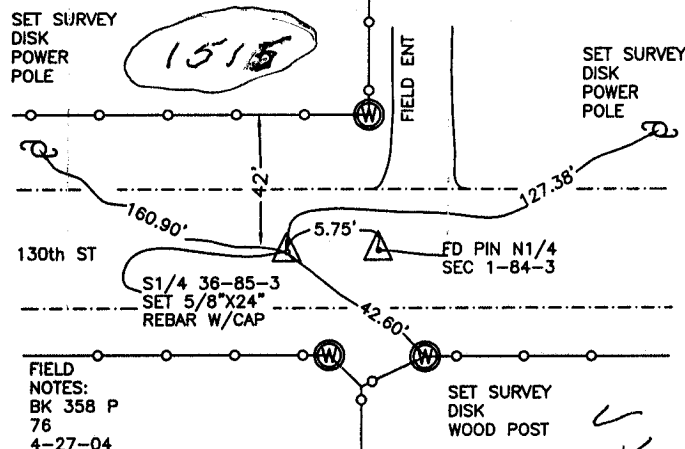 SET SURVEY
DISK
POWER
POLE
FIELD ENT
SET SURVEY
DISK
POWER
POLE
W
42'
127.38'
160.90'
5.75'
130th ST
FD PIN N1/4
SEC 1-84-3
S1/4 36-85-3
SET 5/8"X24"
REBAR W/CAP
42.60'
W
W
FIELD
NOTES:
BK 358 P
76
4-27-04
SET SURVEY
DISK
WOOD POST